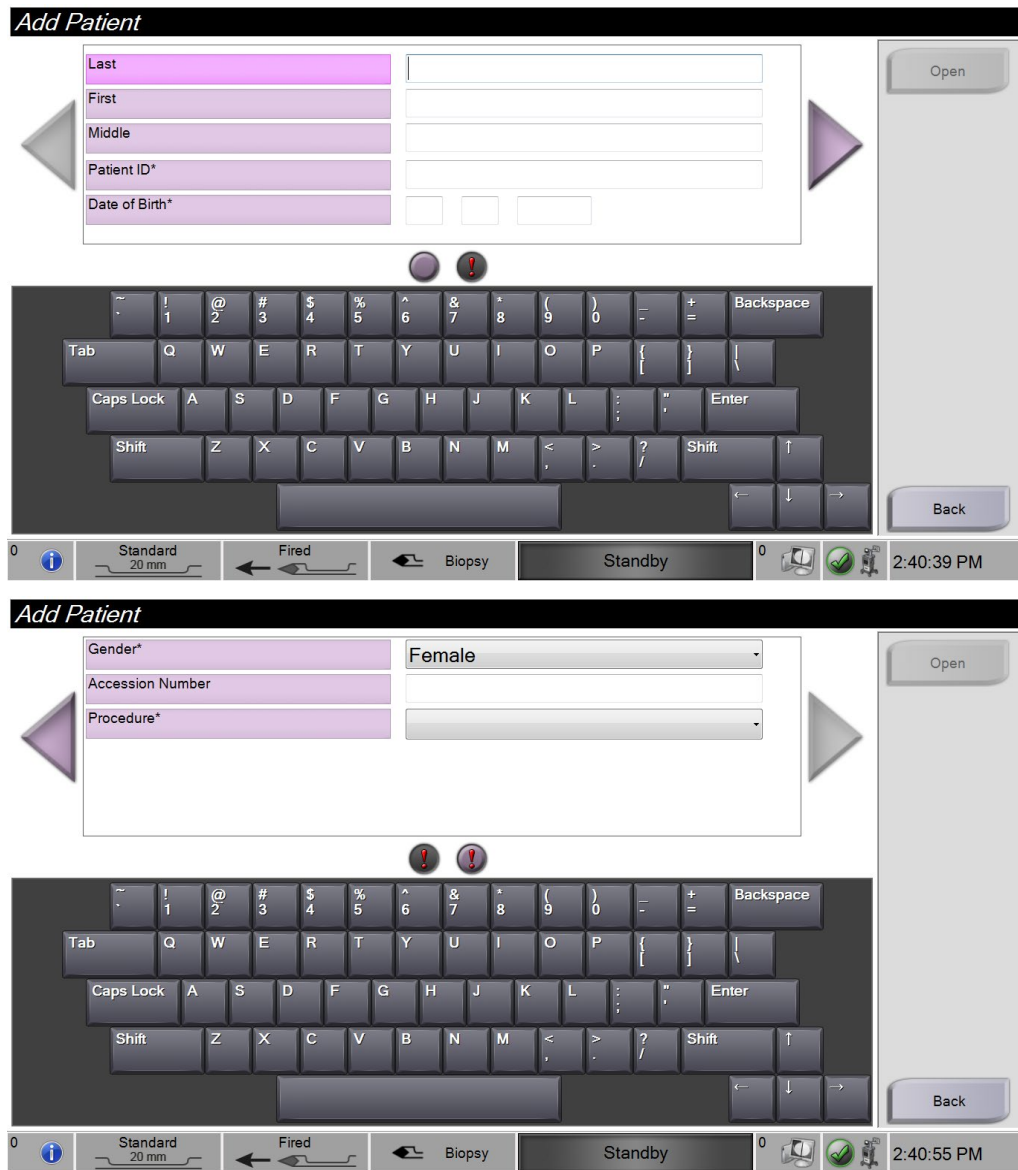 Add Patient
Last
Open
First
Middle
Patient ID*
Date of Birth*
~ ! @ # $ % ^ & * ( ) _ + Backspace
` 1 2 3 4 5 6 7 8 9 0 - =
Tab Q W E R T Y U I O P { } |
[ ] \
Caps Lock A S D F G H J K L : " Enter
; '
Shift Z X C V B N M < > ? Shift ↑
, . /
← ↓ →
Back
0 Standard Fired Biopsy Standby 0 2:40:39 PM
20 mm
Add Patient
Gender* Female
Open
Accession Number
Procedure*
~ ! @ # $ % ^ & * ( ) _ + Backspace
` 1 2 3 4 5 6 7 8 9 0 - =
Tab Q W E R T Y U I O P { } |
[ ] \
Caps Lock A S D F G H J K L : " Enter
; '
Shift Z X C V B N M < > ? Shift ↑
, . /
← ↓ →
Back
0 Standard Fired Biopsy Standby 0 2:40:55 PM
20 mm